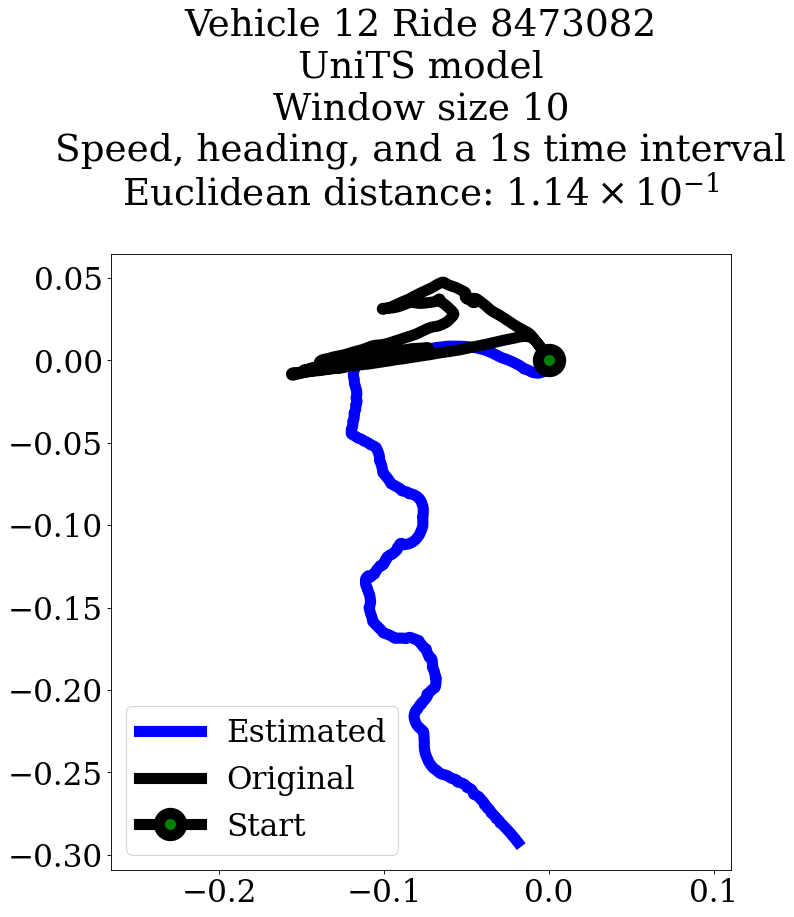 Vehicle 12 Ride 8473082
UniTS model
Window size 10
Speed, heading, and a 1s time interval
Euclidean distance: 1.14 × 10⁻¹
0.05
0.00
−0.05
−0.10
−0.15
−0.20
−0.25
−0.30
Estimated
Original
Start
−0.2
−0.1
0.0
0.1